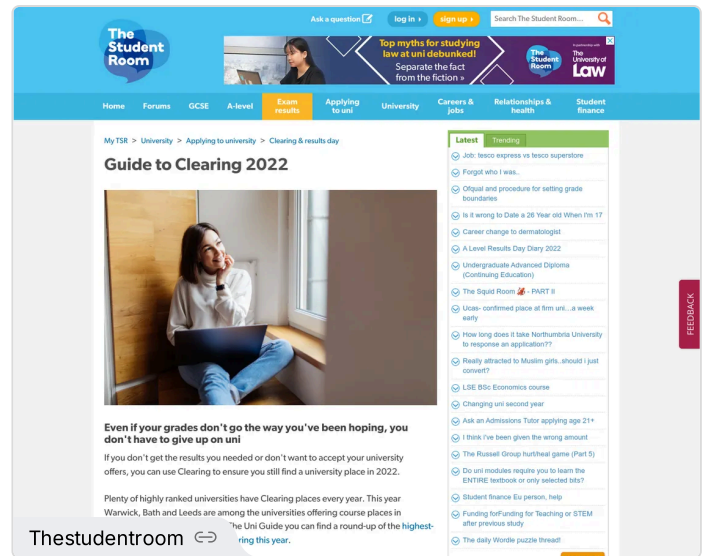 The
Student
Room
Ask a question
log in
sign up
Search The Student Room...
Top myths for studying
law at uni debunked!
Separate the fact
from the fiction »
The
Student
Room
In partnership with
The
University of
Law
Home
Forums
GCSE
A-level
Exam
results
Applying
to uni
University
Careers &
jobs
Relationships &
health
Student
finance
My TSR > University > Applying to university > Clearing & results day
Guide to Clearing 2022
Even if your grades don't go the way you've been hoping, you
don't have to give up on uni
If you don't get the results you needed or don't want to accept your university
offers, you can use Clearing to ensure you still find a university place in 2022.
Plenty of highly ranked universities have Clearing places every year. This year
Warwick, Bath and Leeds are among the universities offering course places in
The Uni Guide you can find a round-up of the highest-
ring this year.
Latest
Trending
Job: tesco express vs tesco superstore
Forgot who I was..
Ofqual and procedure for setting grade
boundaries
Is it wrong to Date a 26 Year old When I'm 17
Career change to dermatologist
A Level Results Day Diary 2022
Undergraduate Advanced Diploma
(Continuing Education)
The Squid Room 🦑 - PART II
Ucas- confirmed place at firm uni…a week
early
How long does it take Northumbria University
to response an application??
Really attracted to Muslim girls..should i just
convert?
LSE BSc Economics course
Changing uni second year
Ask an Admissions Tutor applying age 21+
I think i've been given the wrong amount
The Russell Group hurt/heal game (Part 5)
Do uni modules require you to learn the
ENTIRE textbook or only selected bits?
Student finance Eu person, help
Funding forFunding for Teaching or STEM
after previous study
The daily Wordle puzzle thread!
FEEDBACK
Thestudentroom